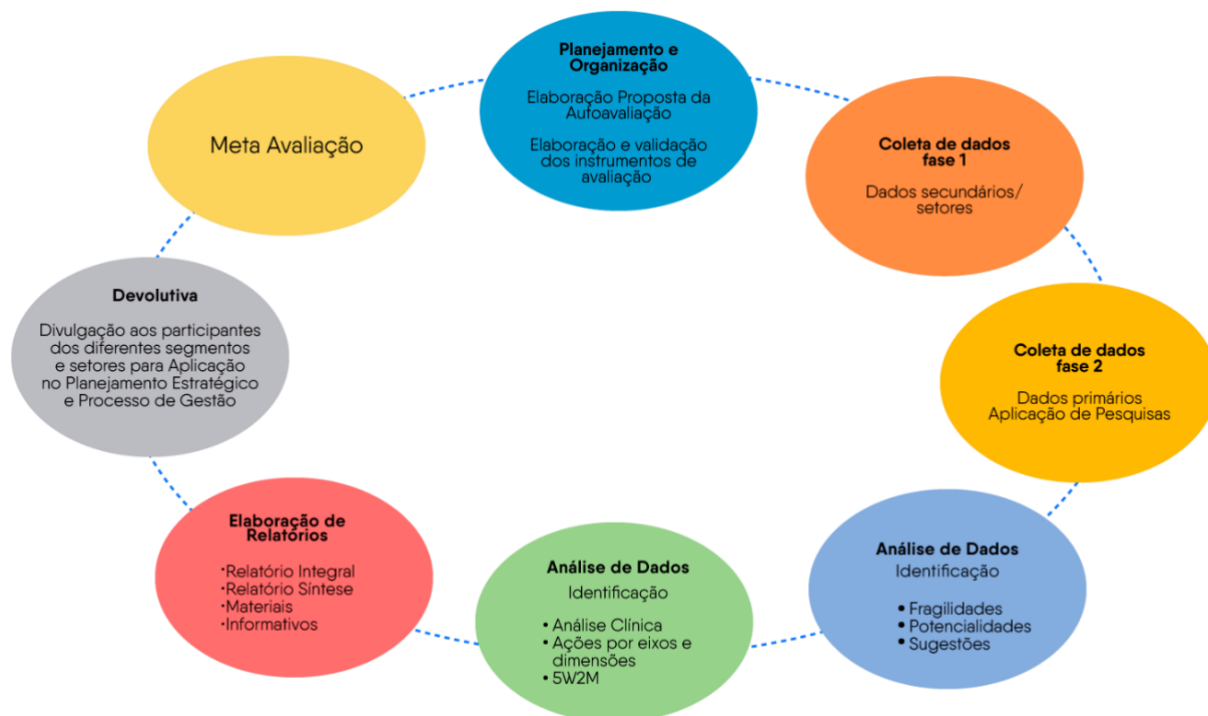 Planejamento e
Organização
Elaboração Proposta da
Autoavaliação
Elaboração e validação
dos instrumentos de
avaliação
Coleta de dados
fase 1
Dados secundários/
setores
Coleta de dados
fase 2
Dados primários
Aplicação de Pesquisas
Análise de Dados
Identificação
• Fragilidades
• Potencialidades
• Sugestões
Análise de Dados
Identificação
• Análise Clínica
• Ações por eixos e
dimensões
• 5W2M
Elaboração de
Relatórios
·Relatório Integral
·Relatório Síntese
·Materiais
·Informativos
Devolutiva
Divulgação aos participantes
dos diferentes segmentos
e setores para Aplicação
no Planejamento Estratégico
e Processo de Gestão
Meta Avaliação